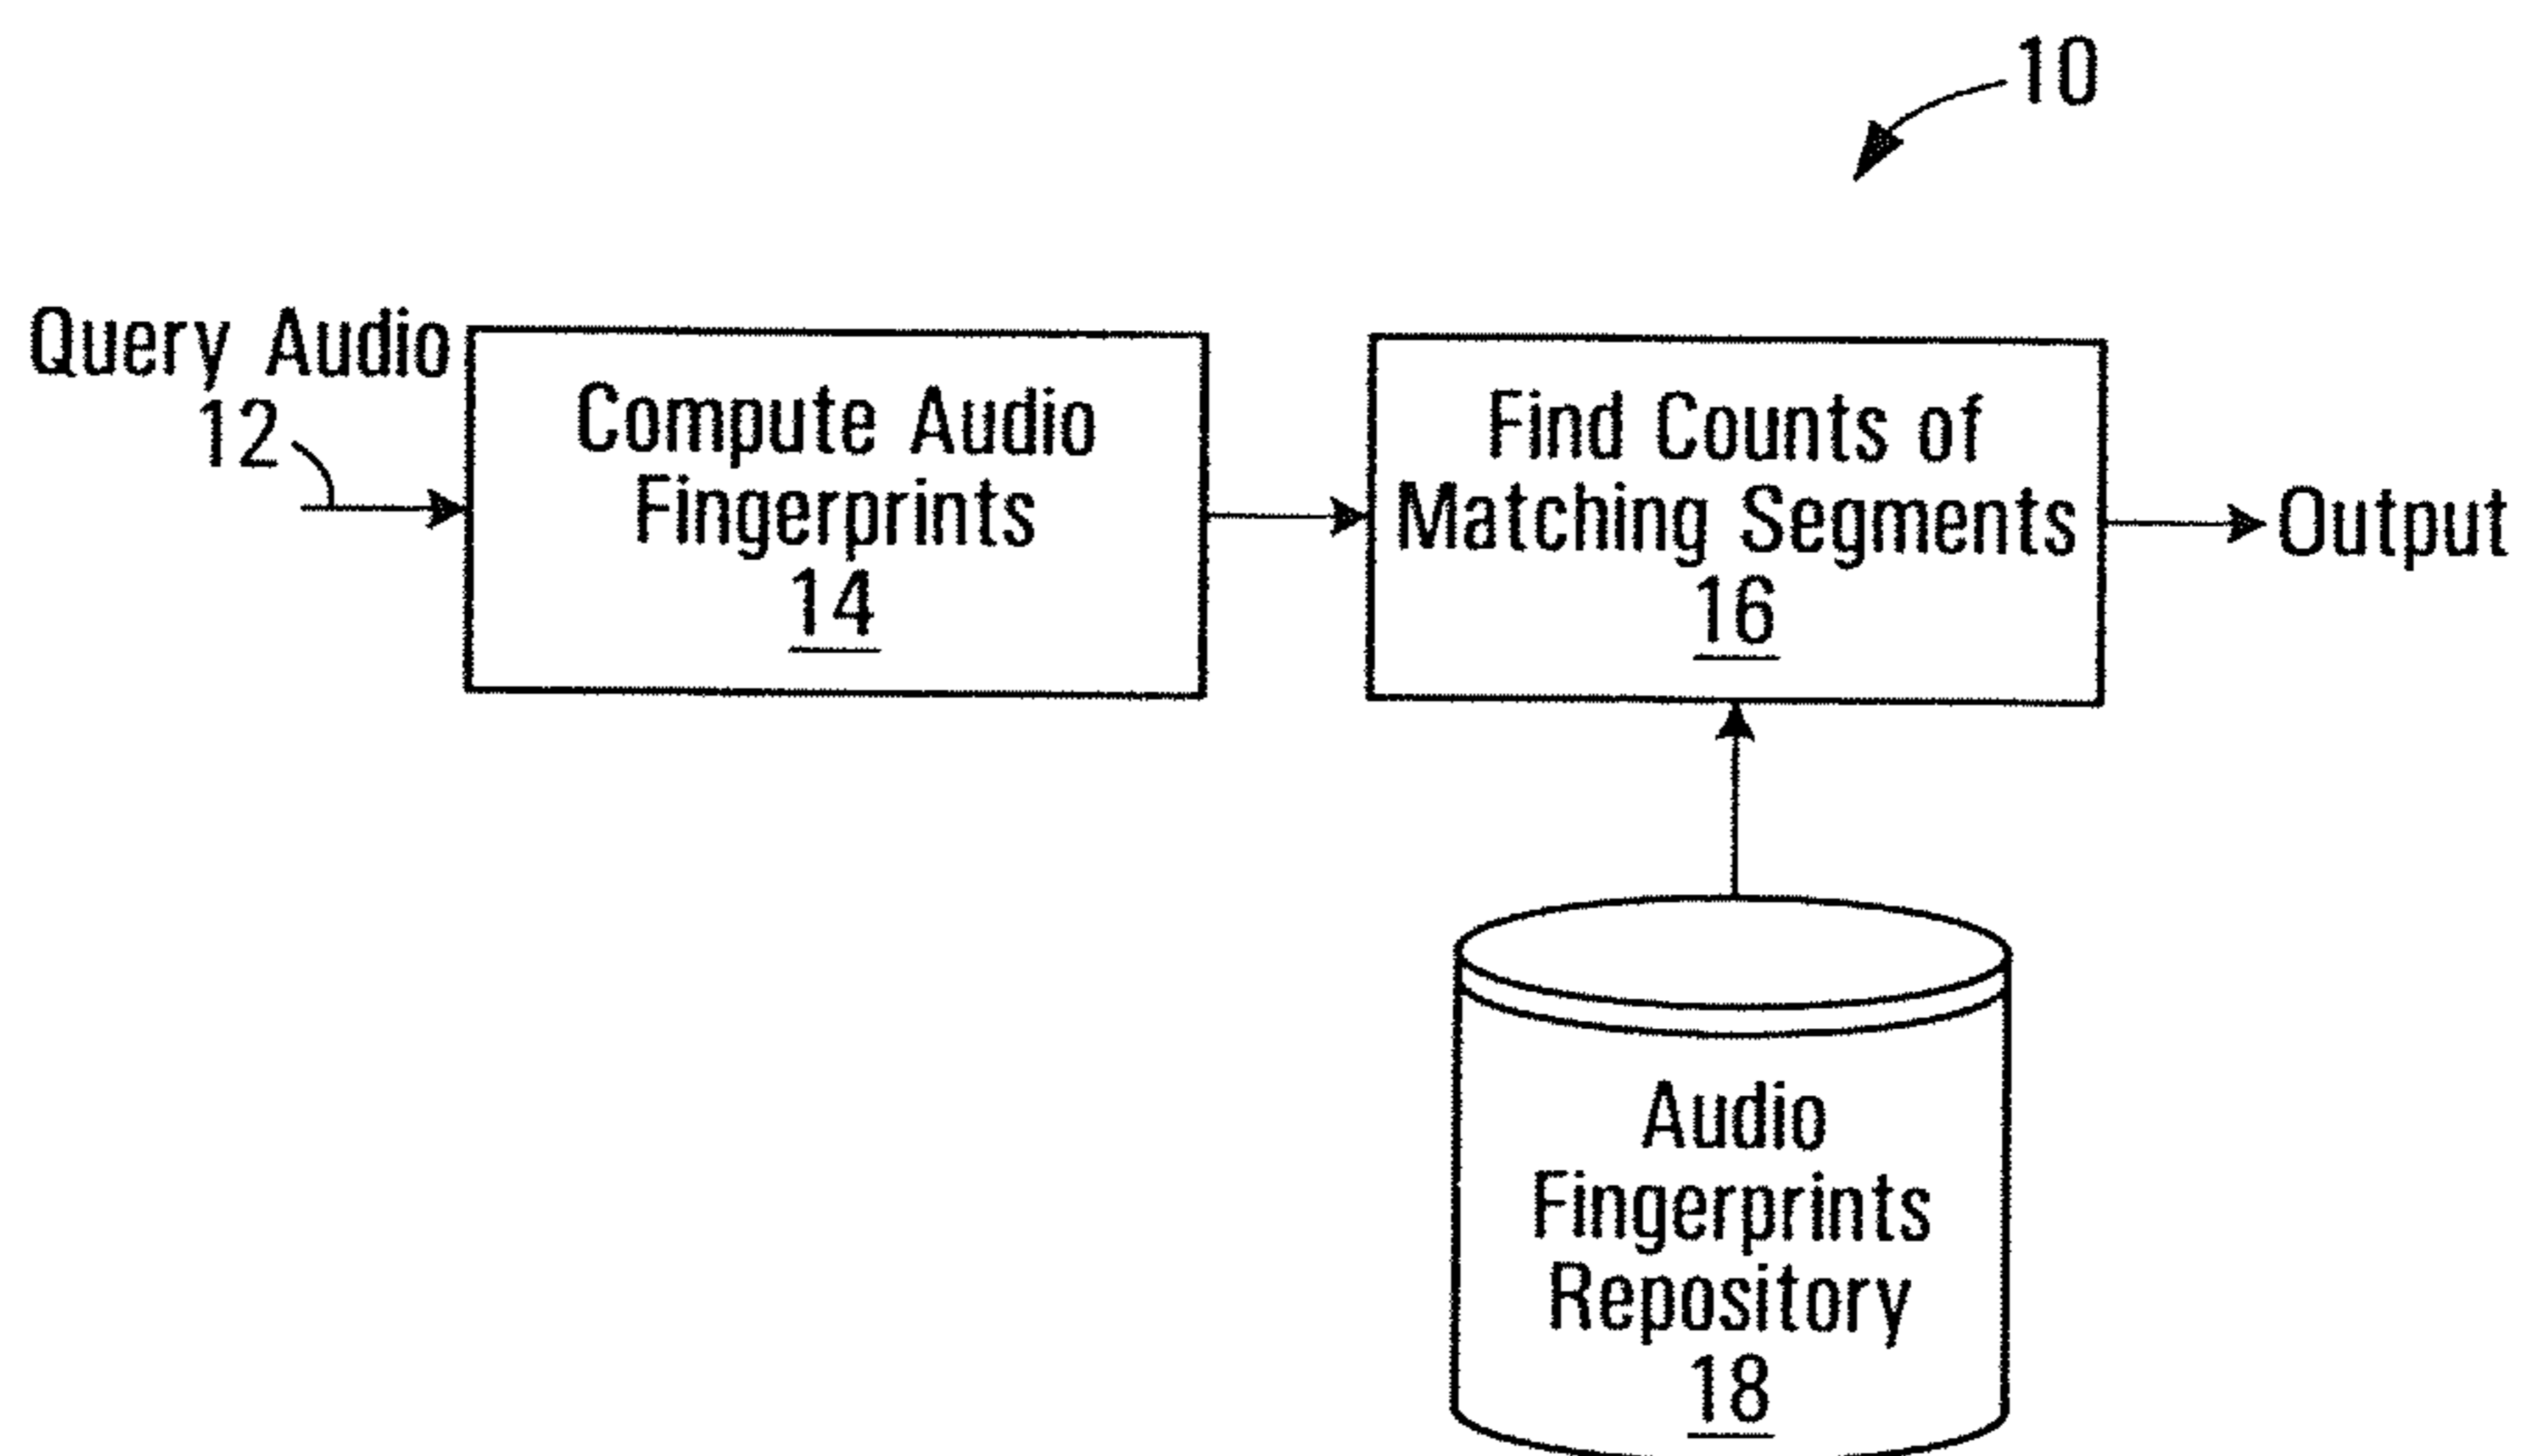 10
Query Audio
12
Compute Audio
Fingerprints
14
Find Counts of
Matching Segments
16
Output
Audio
Fingerprints
Repository
18